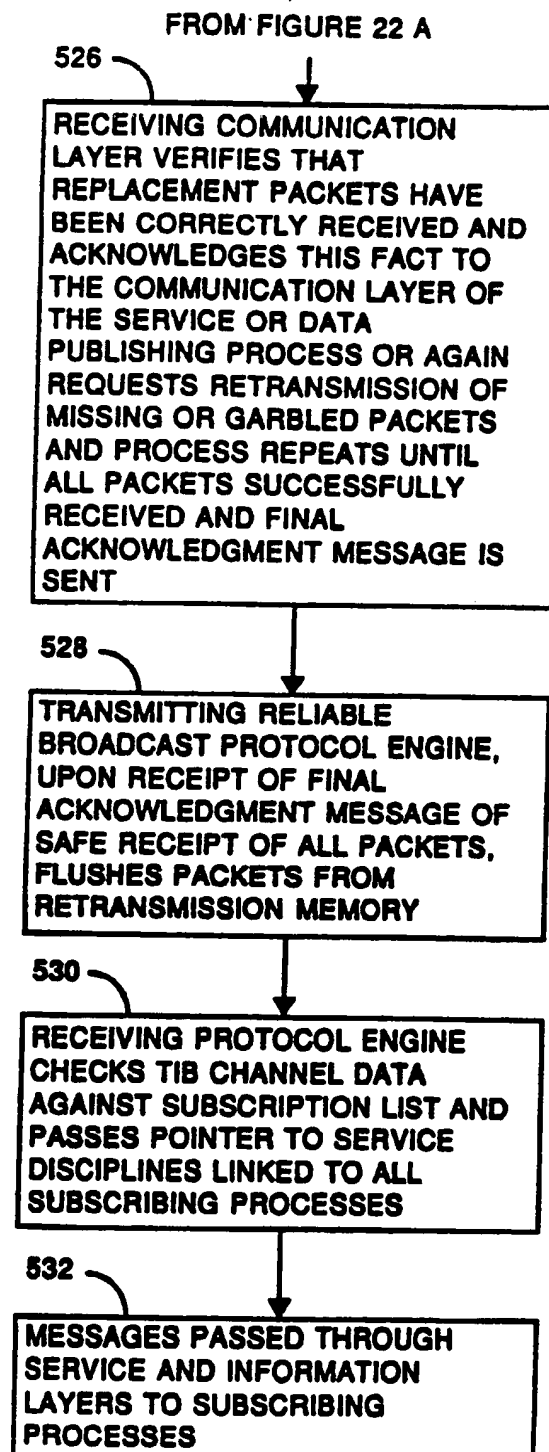 FROM FIGURE 22 A
526
RECEIVING COMMUNICATION
LAYER VERIFIES THAT
REPLACEMENT PACKETS HAVE
BEEN CORRECTLY RECEIVED AND
ACKNOWLEDGES THIS FACT TO
THE COMMUNICATION LAYER OF
THE SERVICE OR DATA
PUBLISHING PROCESS OR AGAIN
REQUESTS RETRANSMISSION OF
MISSING OR GARBLED PACKETS
AND PROCESS REPEATS UNTIL
ALL PACKETS SUCCESSFULLY
RECEIVED AND FINAL
ACKNOWLEDGMENT MESSAGE IS
SENT
528
TRANSMITTING RELIABLE
BROADCAST PROTOCOL ENGINE,
UPON RECEIPT OF FINAL
ACKNOWLEDGMENT MESSAGE OF
SAFE RECEIPT OF ALL PACKETS,
FLUSHES PACKETS FROM
RETRANSMISSION MEMORY
530
RECEIVING PROTOCOL ENGINE
CHECKS TIB CHANNEL DATA
AGAINST SUBSCRIPTION LIST AND
PASSES POINTER TO SERVICE
DISCIPLINES LINKED TO ALL
SUBSCRIBING PROCESSES
532
MESSAGES PASSED THROUGH
SERVICE AND INFORMATION
LAYERS TO SUBSCRIBING
PROCESSES